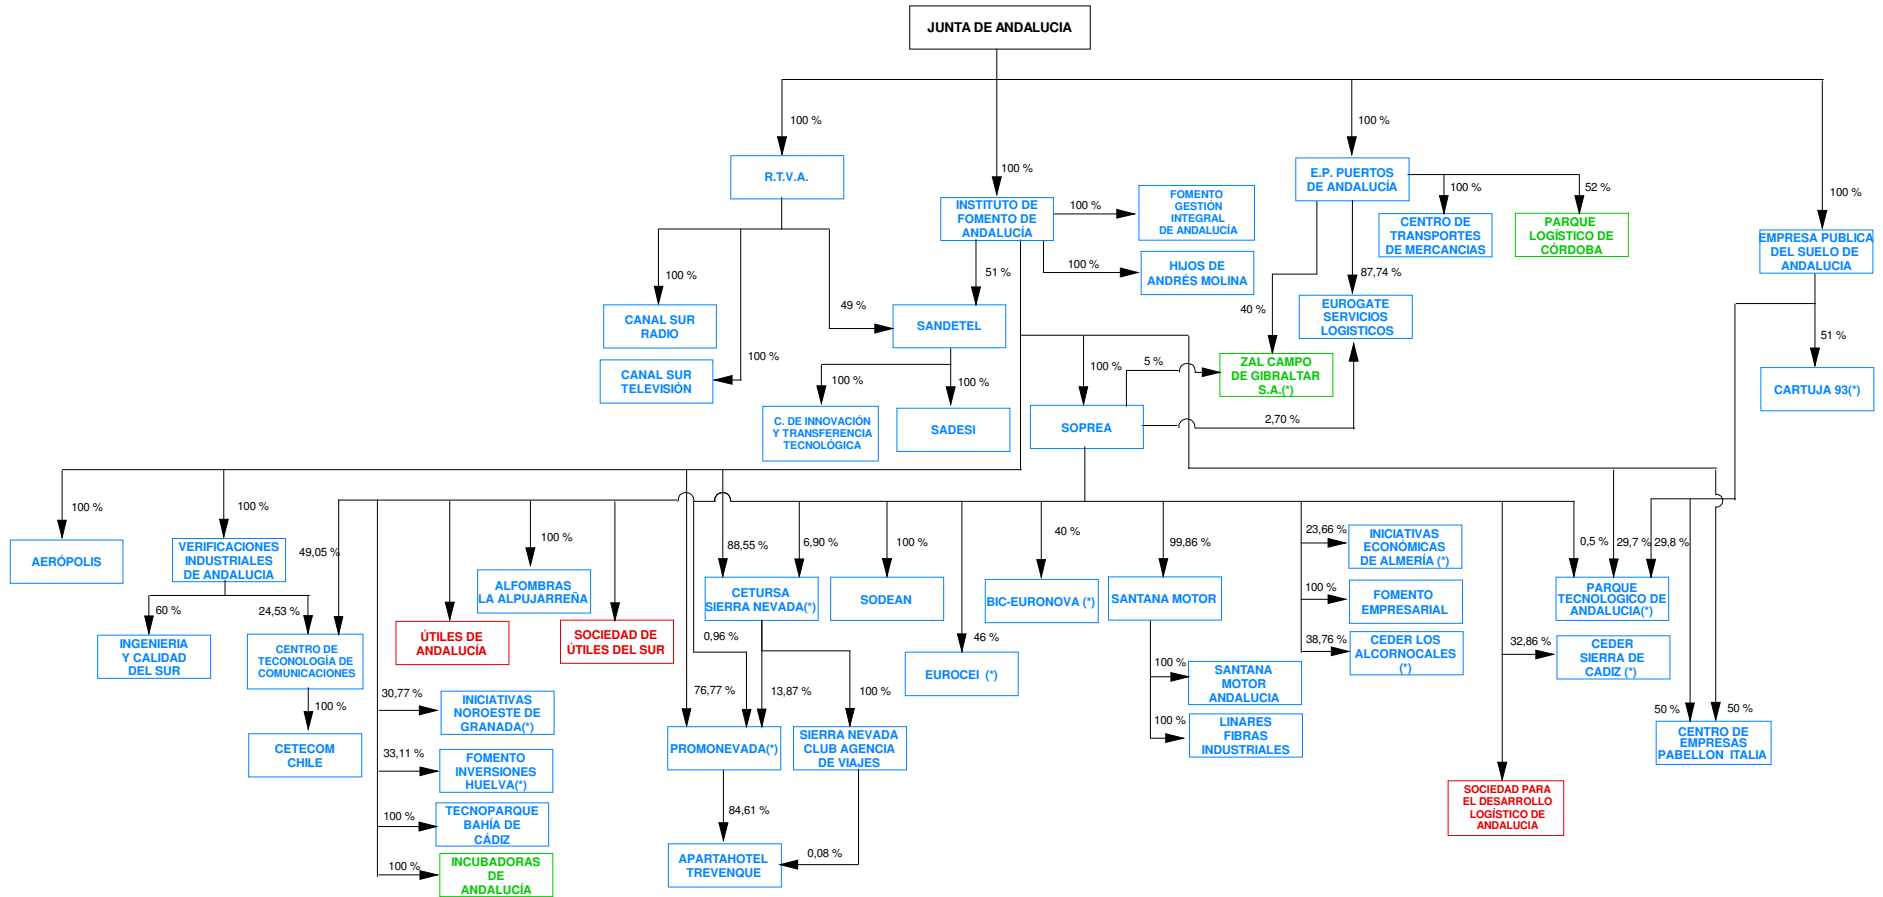 JUNTA DE ANDALUCIA
100 %
100 %
100 %
100 %
R.T.V.A.
INSTITUTO DE
FOMENTO DE
ANDALUCÍA
E.P. PUERTOS
DE ANDALUCÍA
EMPRESA PUBLICA
DEL SUELO DE
ANDALUCIA
100 %
FOMENTO
GESTIÓN
INTEGRAL
DE ANDALUCÍA
100 %
HIJOS DE
ANDRÉS MOLINA
100 %
CENTRO DE
TRANSPORTES
DE MERCANCIAS
52 %
PARQUE
LOGÍSTICO DE
CÓRDOBA
100 %
CANAL SUR
RADIO
100 %
CANAL SUR
TELEVISIÓN
49 %
51 %
SANDETEL
100 %
C. DE INNOVACIÓN
Y TRANSFERENCIA
TECNOLÓGICA
100 %
SADESI
40 %
87,74 %
EUROGATE
SERVICIOS
LOGISTICOS
100 %
SOPREA
5 %
ZAL CAMPO
DE GIBRALTAR
S.A.(*)
2,70 %
51 %
CARTUJA 93(*)
100 %
AERÓPOLIS
100 %
VERIFICACIONES
INDUSTRIALES
DE ANDALUCIA
49,05 %
60 %
INGENIERIA
Y CALIDAD
DEL SUR
24,53 %
CENTRO DE
TECONOLOGÍA DE
COMUNICACIONES
100 %
CETECOM
CHILE
ÚTILES DE
ANDALUCÍA
100 %
ALFOMBRAS
LA ALPUJARREÑA
SOCIEDAD DE
ÚTILES DEL SUR
30,77 %
INICIATIVAS
NOROESTE DE
GRANADA(*)
33,11 %
FOMENTO
INVERSIONES
HUELVA(*)
100 %
TECNOPARQUE
BAHÍA DE
CÁDIZ
100 %
INCUBADORAS
DE
ANDALUCÍA
88,55 %
6,90 %
CETURSA
SIERRA NEVADA(*)
100 %
SODEAN
0,96 %
76,77 %
13,87 %
100 %
PROMONEVADA(*)
SIERRA NEVADA
CLUB AGENCIA
DE VIAJES
84,61 %
0,08 %
APARTAHOTEL
TREVENQUE
46 %
EUROCEI (*)
40 %
BIC-EURONOVA (*)
99,86 %
SANTANA MOTOR
100 %
SANTANA
MOTOR
ANDALUCIA
100 %
LINARES
FIBRAS
INDUSTRIALES
23,66 %
INICIATIVAS
ECONÓMICAS
DE ALMERÍA (*)
100 %
FOMENTO
EMPRESARIAL
38,76 %
CEDER LOS
ALCORNOCALES
(*)
0,5 %
29,7 %
29,8 %
PARQUE
TECNOLOGICO DE
ANDALUCIA(*)
32,86 %
CEDER
SIERRA DE
CADIZ (*)
50 %
50 %
CENTRO DE
EMPRESAS
PABELLON ITALIA
SOCIEDAD PARA
EL DESARROLLO
LOGÍSTICO DE
ANDALUCIA